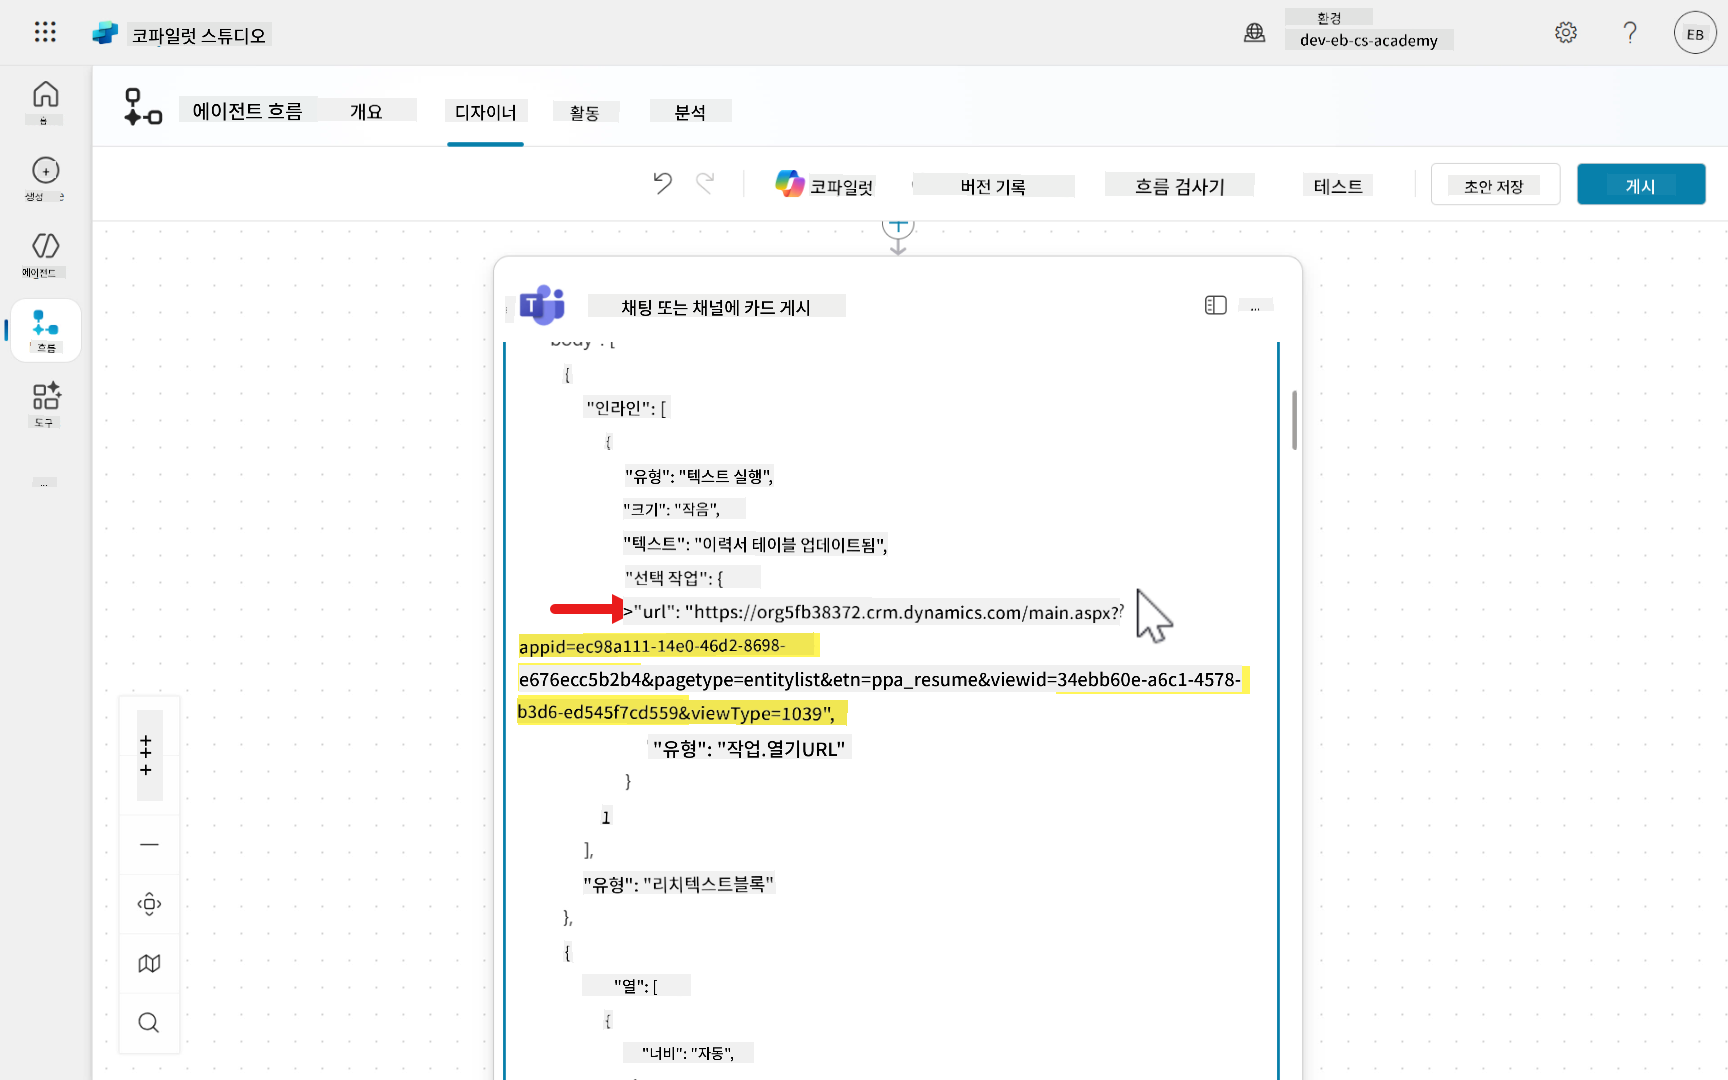 코파일럿 스튜디오
환경
dev-eb-cs-academy
EB
홈
생성
에이전트
흐름
도구
...
에이전트 흐름
개요
디자이너
활동
분석
코파일럿
버전 기록
흐름 검사기
테스트
초안 저장
게시
채팅 또는 채널에 카드 게시
...
{
"인라인": [
{
"유형": "텍스트 실행",
"크기": "작음",
"텍스트": "이력서 테이블 업데이트됨",
"선택 작업": {
>"url": "https://org5fb38372.crm.dynamics.com/main.aspx??
appid=ec98a111-14e0-46d2-8698-
e676ecc5b2b4&pagetype=entitylist&etn=ppa_resume&viewid=34ebb60e-a6c1-4578-
b3d6-ed545f7cd559&viewType=1039",
"유형": "작업.열기URL"
}
1
],
"유형": "리치텍스트블록"
},
{
"열": [
{
"너비": "자동",